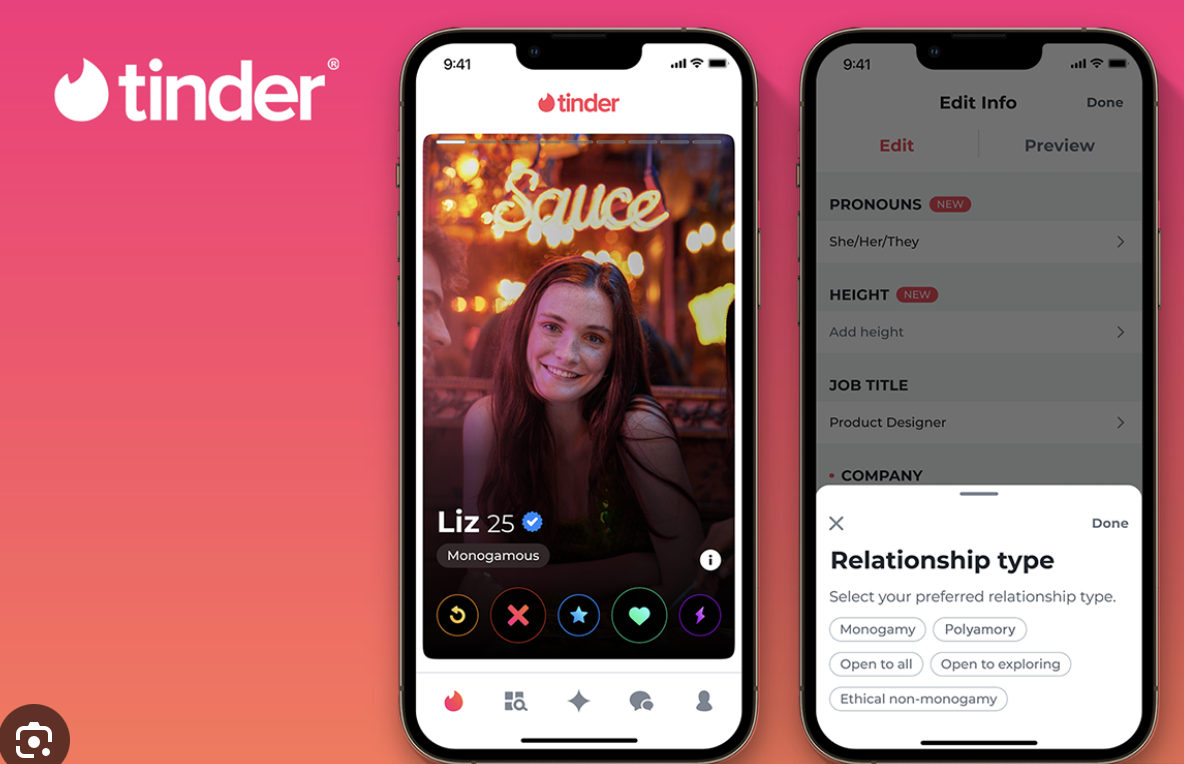 tinder®
9:41
tinder
Sauce
Liz 25
Monogamous
9:41
Edit Info
Done
Edit
Preview
PRONOUNS NEW
She/Her/They
HEIGHT NEW
Add height
JOB TITLE
Product Designer
• COMPANY
Done
Relationship type
Select your preferred relationship type.
Monogamy
Polyamory
Open to all
Open to exploring
Ethical non-monogamy